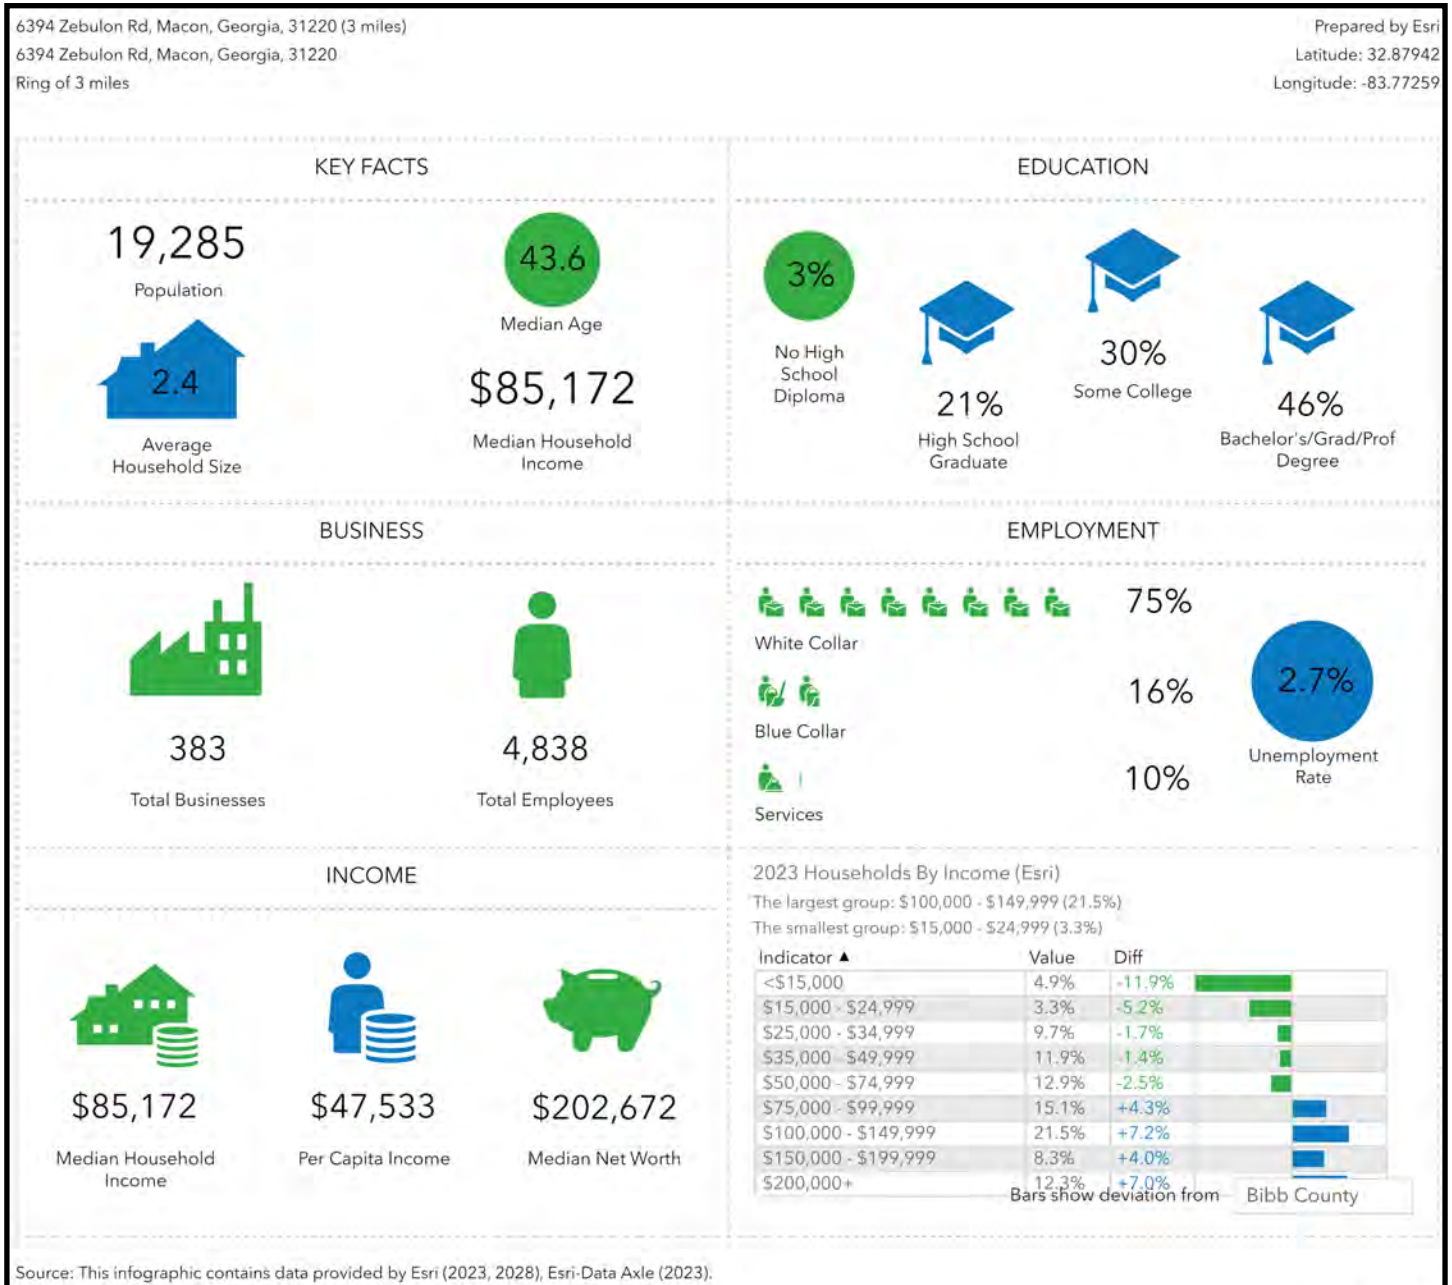 6394 Zebulon Rd, Macon, Georgia, 31220 (3 miles)
Prepared by Esri
6394 Zebulon Rd, Macon, Georgia, 31220
Latitude: 32.87942
Ring of 3 miles
Longitude: -83.77259
KEY FACTS
19,285
Population
43.6
Median Age
2.4
Average
Household Size
$85,172
Median Household
Income
EDUCATION
3%
No High
School
Diploma
21%
High School
Graduate
30%
Some College
46%
Bachelor's/Grad/Prof
Degree
BUSINESS
383
Total Businesses
4,838
Total Employees
EMPLOYMENT
75%
White Collar
16%
Blue Collar
10%
Services
2.7%
Unemployment
Rate
INCOME
$85,172
Median Household
Income
$47,533
Per Capita Income
$202,672
Median Net Worth
2023 Households By Income (Esri)
The largest group: $100,000 - $149,999 (21.5%)
The smallest group: $15,000 - $24,999 (3.3%)
Indicator ▲ Value Diff
<$15,000 4.9% -11.9%
$15,000 - $24,999 3.3% -5.2%
$25,000 - $34,999 9.7% -1.7%
$35,000 - $49,999 11.9% -1.4%
$50,000 - $74,999 12.9% -2.5%
$75,000 - $99,999 15.1% +4.3%
$100,000 - $149,999 21.5% +7.2%
$150,000 - $199,999 8.3% +4.0%
$200,000+ 12.3% +7.0%
Bars show deviation from Bibb County
Source: This infographic contains data provided by Esri (2023, 2028), Esri-Data Axle (2023).